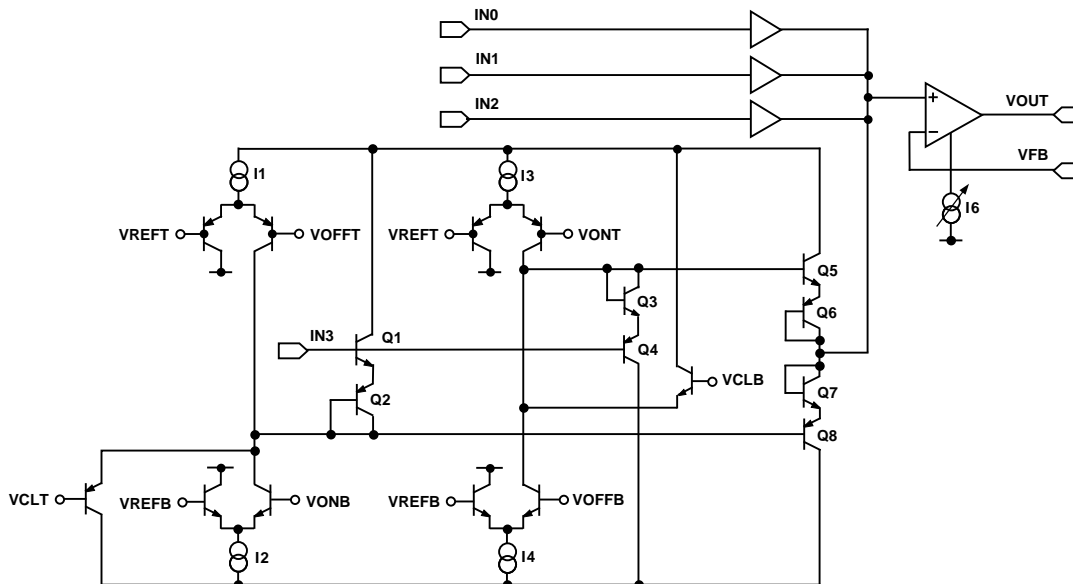 IN0
IN1
IN2
VOUT
VFB
I6
I1
I3
VREFT
VOFFT
VREFT
VONT
Q5
Q3
Q6
IN3
Q1
Q4
Q2
VCLB
Q7
Q8
VCLT
VREFB
VONB
VREFB
VOFFB
I2
I4